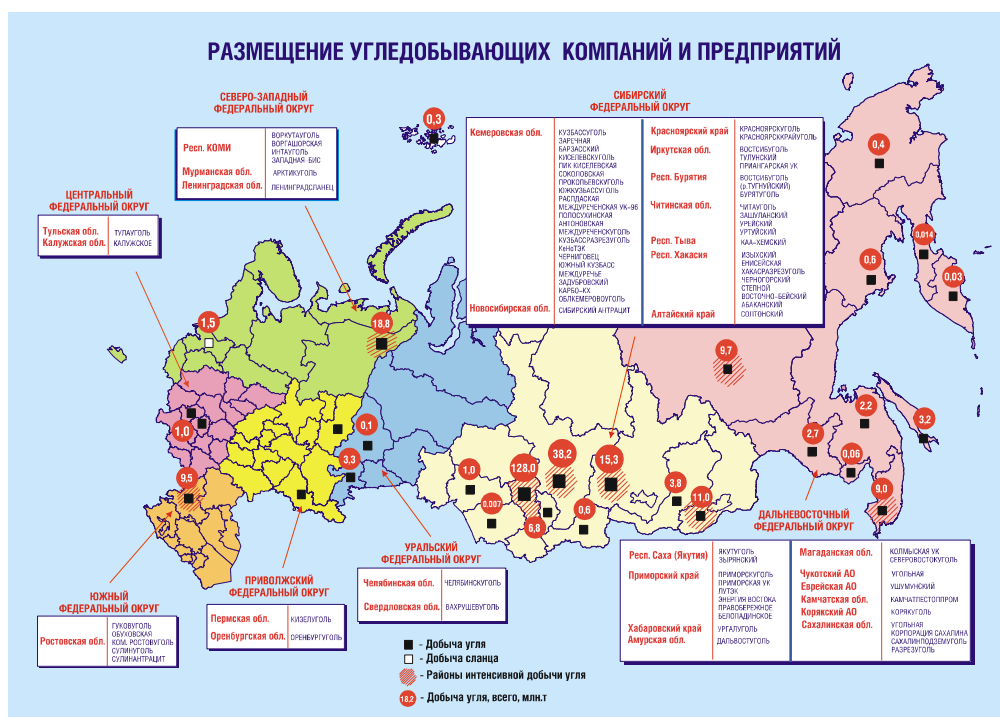 РАЗМЕЩЕНИЕ УГЛЕДОБЫВАЮЩИХ КОМПАНИЙ И ПРЕДПРИЯТИЙ
СЕВЕРО-ЗАПАДНЫЙ
ФЕДЕРАЛЬНЫЙ ОКРУГ
Респ. КОМИ
ВОРКУТАУГОЛЬ
ВОРГАШОРСКАЯ
ИНТАУГОЛЬ
ЗАПАДНАЯ-БИС
Мурманская обл.
АРКТИКУГОЛЬ
Ленинградская обл.
ЛЕНИНГРАДСЛАНЕЦ
ЦЕНТРАЛЬНЫЙ
ФЕДЕРАЛЬНЫЙ ОКРУГ
Тульская обл.
ТУЛАУГОЛЬ
Калужская обл.
КАЛУЖСКОЕ
СИБИРСКИЙ
ФЕДЕРАЛЬНЫЙ ОКРУГ
Кемеровская обл.
КУЗБАССУГОЛЬ
ЗАРЕЧНАЯ
БАРЗАССКИЙ
КИСЕЛЕВСКУГОЛЬ
ПИК КИСЕЛЕВСКАЯ
СОКОЛОВСКАЯ
ПРОКОПЬЕВСКУГОЛЬ
ЮЖКУЗБАССУГОЛЬ
РАСПДАСКАЯ
МЕЖДУРЕЧЕНСКАЯ УК-96
ПОЛОСУХИНСКАЯ
АНГОНОВСКАЯ
МЕЖДУРЕЧЕНСКУГОЛЬ
КУЗБАССРАЗРЕЗУГОЛЬ
КеНоТЭК
ЧЕРНИГОВЕЦ
ЮЖНЫЙ КУЗБАСС
МЕЖДУРЕЧЬЕ
ЗАДУБРОВСКИЙ
КАРБО-КХ
ОБЛКЕМЕРОВОУГОЛЬ
Новосибирская обл.
СИБИРСКИЙ АНТРАЦИТ
Красноярский край
КРАСНОЯРСКУГОЛЬ
КРАСНОЯРСККРАЙУГОЛЬ
Иркутская обл.
ВОСТСИБУГОЛЬ
ТУЛУНСКИЙ
ПРИАНГАРСКАЯ УК
Респ. Бурятия
ВОСТСИБУГОЛЬ
(р.ТУГНУЙСКИЙ)
БУРЯТУГОЛЬ
Читинская обл.
ЧИТАУГОЛЬ
ЗАШУЛАНСКИЙ
УРЕЙСКИЙ
УРТУЙСКИЙ
Респ. Тыва
КАА-ХЕМСКИЙ
Респ. Хакасия
ИЗЫХСКИЙ
ЕНИСЕЙСКАЯ
ХАКАСРАЗРЕЗУГОЛЬ
ЧЕРНОГОРСКИЙ
СТЕПНОЙ
ВОСТОЧНО-БЕЙСКИЙ
АБАКАНСКИЙ
Алтайский край
СОЛТОНСКИЙ
0,3
0,4
0,014
0,6
0,03
1,5
18,8
9,7
1,0
0,1
3.3
9,5
2,2
3,2
2,7
0,06
9,0
1,0
128,0
38,2
15,3
3,8
11,0
0,007
6,8
0,6
УРАЛЬСКИЙ
ФЕДЕРАЛЬНЫЙ ОКРУГ
Челябинская обл.
ЧЕЛЯБИНСКУГОЛЬ
Свердловская обл.
ВАХРУШЕВУГОЛЬ
ПРИВОЛЖСКИЙ
ФЕДЕРАЛЬНЫЙ ОКРУГ
Пермская обл.
КИЗЕЛУГОЛЬ
Оренбургская обл.
ОРЕНБУРГУГОЛЬ
ЮЖНЫЙ
ФЕДЕРАЛЬНЫЙ ОКРУГ
Ростовская обл.
ГУКОВУГОЛЬ
ОБУХОВСКАЯ
КОМ. РОСТОВУГОЛЬ
СУЛИНУГОЛЬ
СУЛИНАНТРАЦИТ
ДАЛЬНЕВОСТОЧНЫЙ
ФЕДЕРАЛЬНЫЙ ОКРУГ
Респ. Саха (Якутия)
ЯКУТУГОЛЬ
ЗЫРЯНСКИЙ
Приморский край
ПРИМОРСКУГОЛЬ
ПРИМОРСКАЯ УК
ЛУТЭК
ЭНЕРГИЯ ВОСТОКА
ПРАВОБЕРЕЖНОЕ
БЕЛОПАДИНСКОЕ
Хабаровский край
УРГАЛУГОЛЬ
Амурская обл.
ДАЛЬВОСТУГОЛЬ
Магаданская обл.
КОЛМЫСКАЯ УК
СЕВЕРОВОСТОКУГОЛЬ
Чукотский АО
УГОЛЬНАЯ
Еврейская АО
УШУМУНСКИЙ
Камчатская обл.
КАМЧАТЛЕСТОППРОМ
Корякский АО
КОРЯКУГОЛЬ
Сахалинская обл.
УГОЛЬНАЯ
КОРПОРАЦИЯ САХАЛИНА
САХАЛИНПОДЗЕМУГОЛЬ
РАЗРЕЗУГОЛЬ
- Добыча угля
- Добыча сланца
- Районы интенсивной добычи угля
18,2 - Добыча угля, всего, млн.т